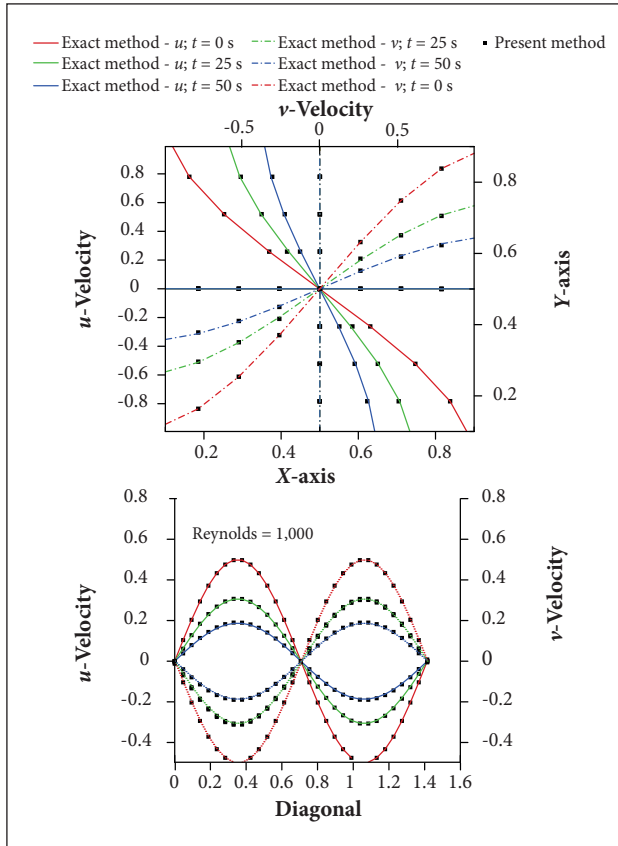 Exact method - u; t = 0 s Exact method - v; t = 25 s Present method
Exact method - u; t = 25 s Exact method - v; t = 50 s
Exact method - u; t = 50 s Exact method - v; t = 0 s
v-Velocity
-0.5 0 0.5
0.8
0.6
0.4
0.2
0
-0.2
-0.4
-0.6
-0.8
u-Velocity
0.8
0.6
0.4
0.2
Y-axis
0.2 0.4 0.6 0.8
X-axis
0.8
0.6
0.4
0.2
0
-0.2
-0.4
u-Velocity
Reynolds = 1,000
0.8
0.6
0.4
0.2
0
-0.2
-0.4
v-Velocity
0 0.2 0.4 0.6 0.8 1 1.2 1.4 1.6
Diagonal